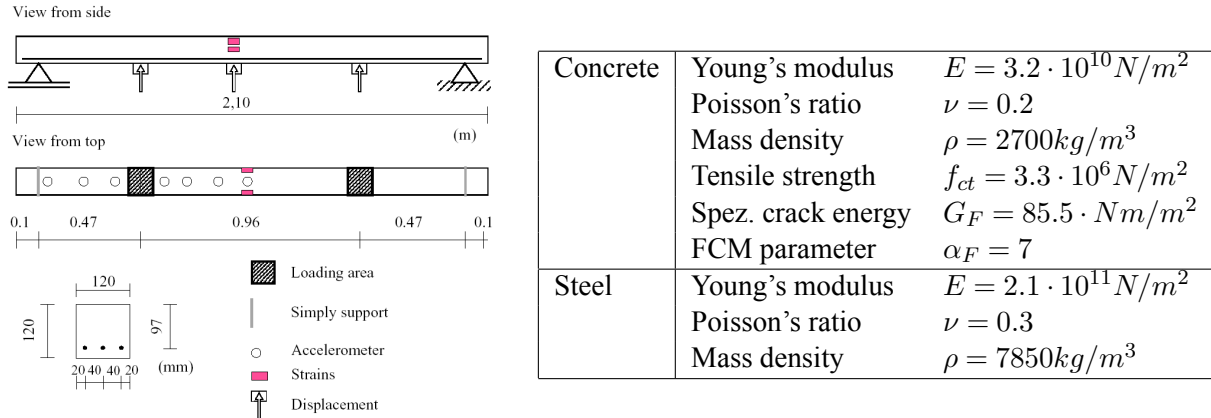 View from side
2,10
(m)
View from top
0.1 0.47 0.96 0.47 0.1
120
120
97
(mm)
20 40 40 20
Loading area
Simply support
Accelerometer
Strains
Displacement
Concrete Young's modulus E = 3.2 · 10^10 N/m^2
Poisson's ratio ν = 0.2
Mass density ρ = 2700kg/m^3
Tensile strength f_ct = 3.3 · 10^6 N/m^2
Spez. crack energy G_F = 85.5 · Nm/m^2
FCM parameter α_F = 7
Steel Young's modulus E = 2.1 · 10^11 N/m^2
Poisson's ratio ν = 0.3
Mass density ρ = 7850kg/m^3